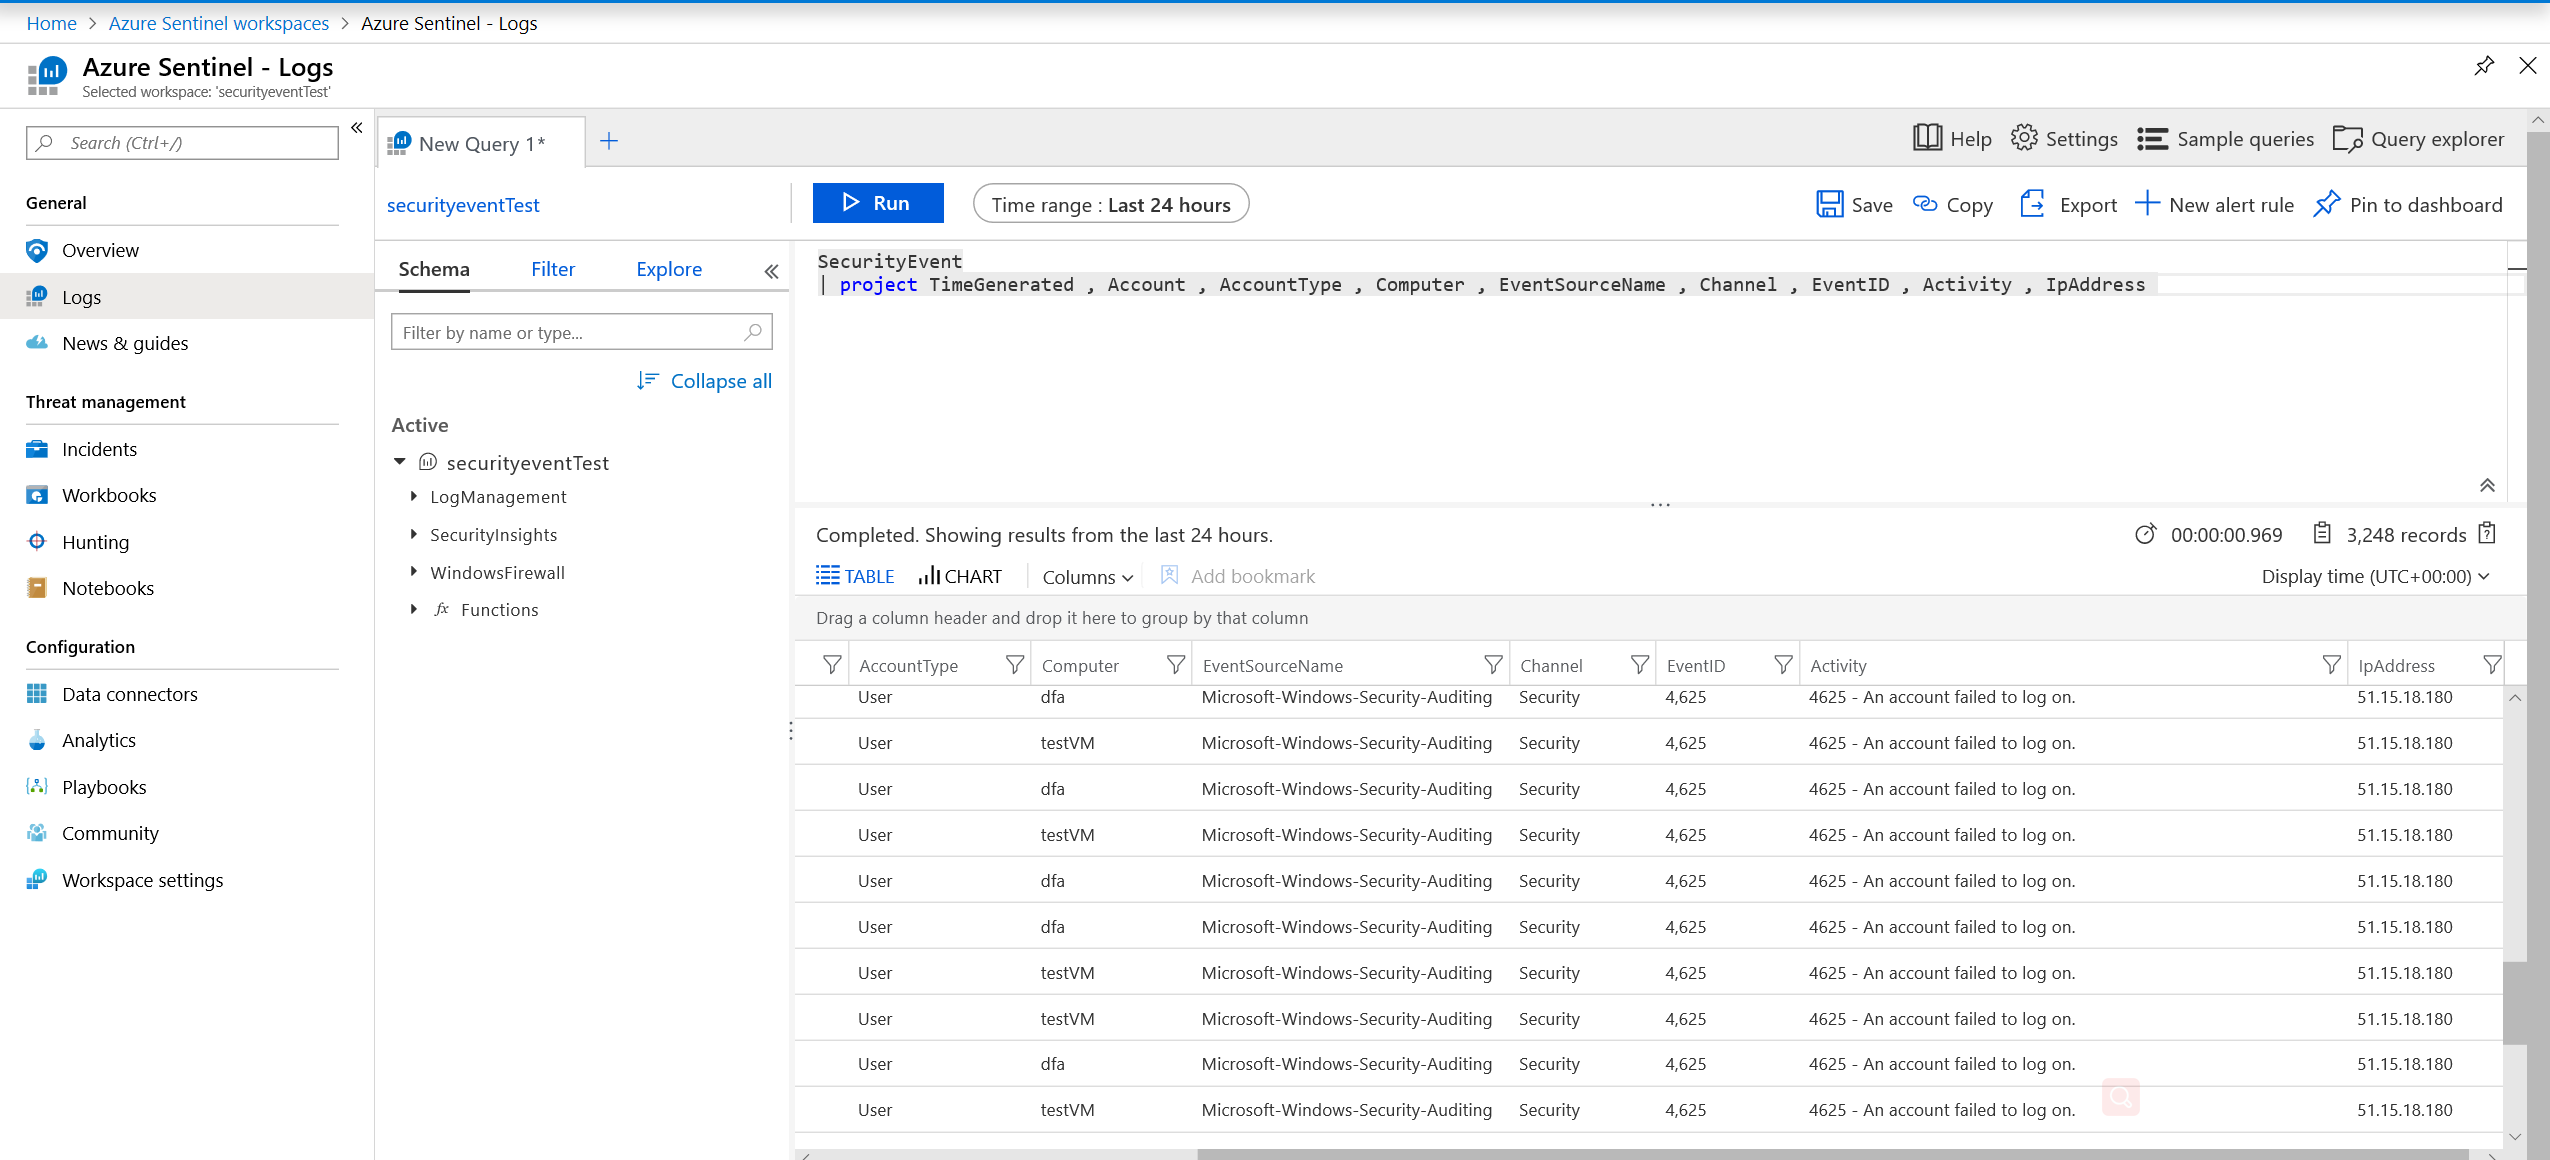 Home > Azure Sentinel workspaces > Azure Sentinel - Logs
Azure Sentinel - Logs
Selected workspace: 'securityeventTest'
Search (Ctrl+/)
General
Overview
Logs
News & guides
Threat management
Incidents
Workbooks
Hunting
Notebooks
Configuration
Data connectors
Analytics
Playbooks
Community
Workspace settings
New Query 1*
Help Settings Sample queries Query explorer
securityeventTest
Run Time range : Last 24 hours
Save Copy Export New alert rule Pin to dashboard
Schema Filter Explore
Filter by name or type...
Collapse all
Active
securityeventTest
LogManagement
SecurityInsights
WindowsFirewall
fx Functions
SecurityEvent
| project TimeGenerated , Account , AccountType , Computer , EventSourceName , Channel , EventID , Activity , IpAddress
Completed. Showing results from the last 24 hours.
00:00:00.969 3,248 records
TABLE CHART Columns Add bookmark
Display time (UTC+00:00)
Drag a column header and drop it here to group by that column
AccountType Computer EventSourceName Channel EventID Activity IpAddress
User dfa Microsoft-Windows-Security-Auditing Security 4,625 4625 - An account failed to log on. 51.15.18.180
User testVM Microsoft-Windows-Security-Auditing Security 4,625 4625 - An account failed to log on. 51.15.18.180
User dfa Microsoft-Windows-Security-Auditing Security 4,625 4625 - An account failed to log on. 51.15.18.180
User testVM Microsoft-Windows-Security-Auditing Security 4,625 4625 - An account failed to log on. 51.15.18.180
User dfa Microsoft-Windows-Security-Auditing Security 4,625 4625 - An account failed to log on. 51.15.18.180
User dfa Microsoft-Windows-Security-Auditing Security 4,625 4625 - An account failed to log on. 51.15.18.180
User testVM Microsoft-Windows-Security-Auditing Security 4,625 4625 - An account failed to log on. 51.15.18.180
User testVM Microsoft-Windows-Security-Auditing Security 4,625 4625 - An account failed to log on. 51.15.18.180
User dfa Microsoft-Windows-Security-Auditing Security 4,625 4625 - An account failed to log on. 51.15.18.180
User testVM Microsoft-Windows-Security-Auditing Security 4,625 4625 - An account failed to log on. 51.15.18.180